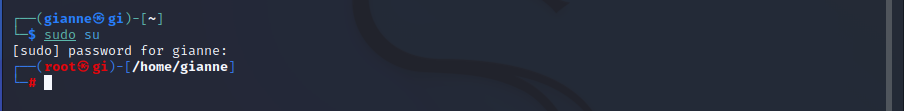 ┌──(gianne㉿gi)-[~]
└─$ sudo su
[sudo] password for gianne:
┌──(root㉿gi)-[/home/gianne]
└─#